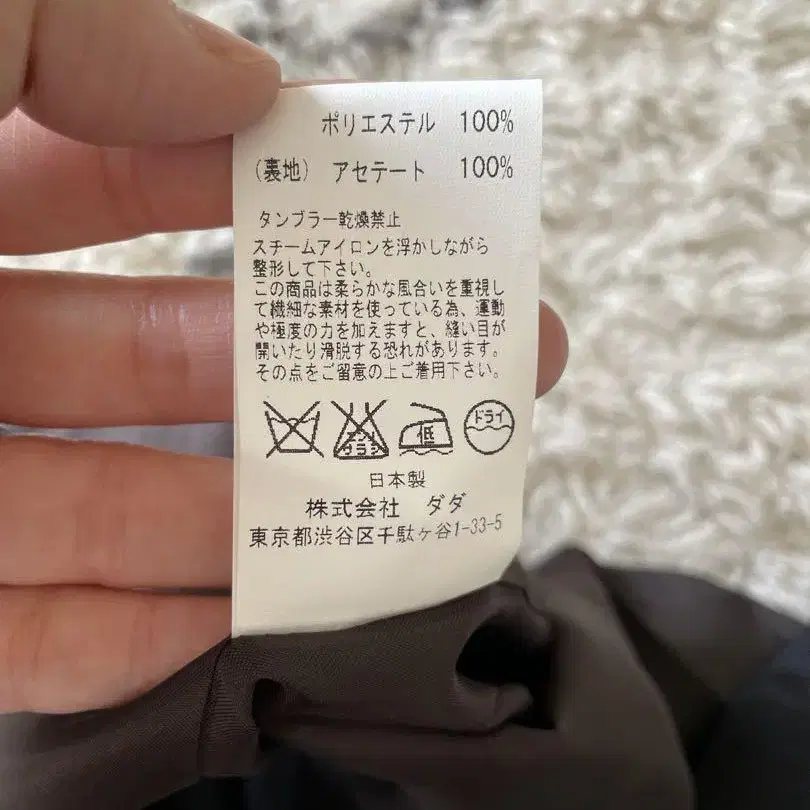 ポリエステル 100%
(裏地) アセテート 100%
タンブラー乾燥禁止
スチームアイロンを浮かしながら
整形して下さい。
この商品は柔らかな風合いを重視し
て繊細な素材を使っている為、運動
や極度の力を加えますと、縫い目が
開いたり滑脱する恐れがあります。
その点をご留意の上ご着用下さい。
エンソ
サラシ
低
ドライ
日本製
株式会社 ダダ
東京都渋谷区千駄ヶ谷1-33-5